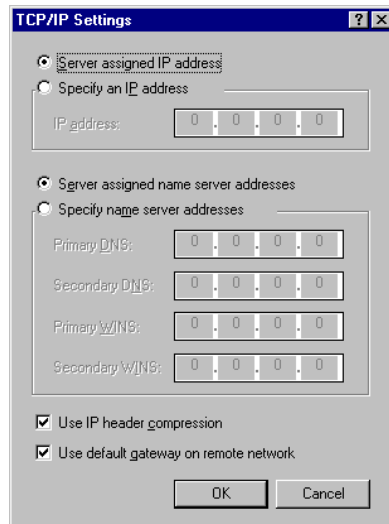 TCP/IP Settings
Server assigned IP address
Specify an IP address
IP address: 0 . 0 . 0 . 0
Server assigned name server addresses
Specify name server addresses
Primary DNS: 0 . 0 . 0 . 0
Secondary DNS: 0 . 0 . 0 . 0
Primary WINS: 0 . 0 . 0 . 0
Secondary WINS: 0 . 0 . 0 . 0
Use IP header compression
Use default gateway on remote network
OK Cancel